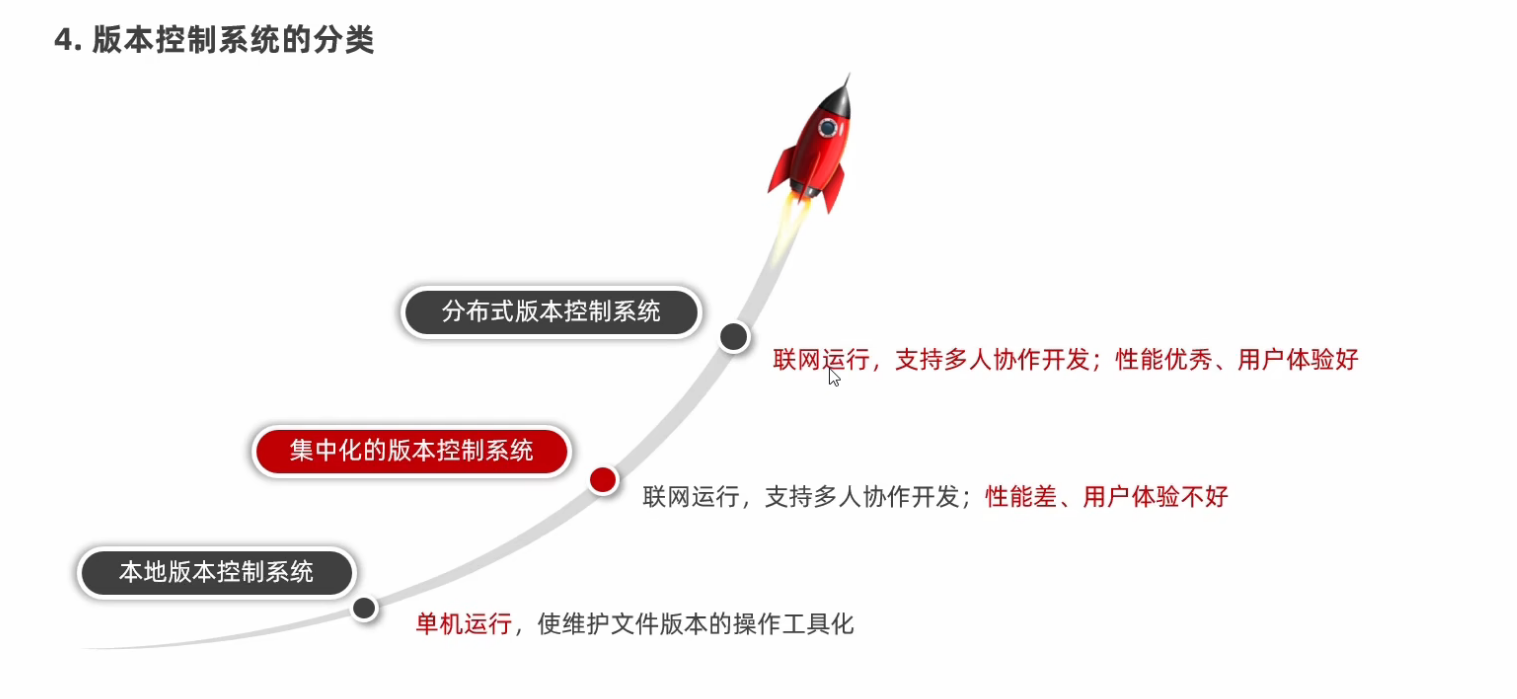 4. 版本控制系统的分类
分布式版本控制系统
联网运行，支持多人协作开发；性能优秀、用户体验好
集中化的版本控制系统
联网运行，支持多人协作开发；性能差、用户体验不好
本地版本控制系统
单机运行，使维护文件版本的操作工具化